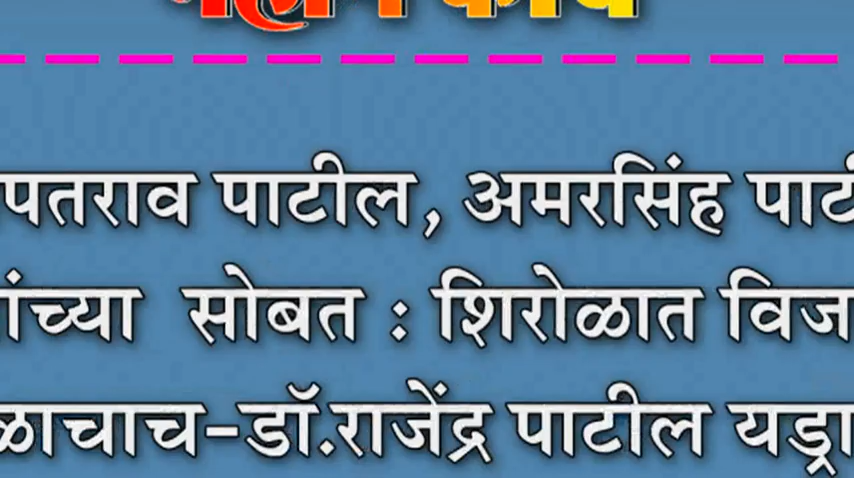 पतराव पाटील, अमरसिंह पाटी
ांच्या सोबत : शिरोळात विज
ळाचाच-डॉ.राजेंद्र पाटील यड्रा